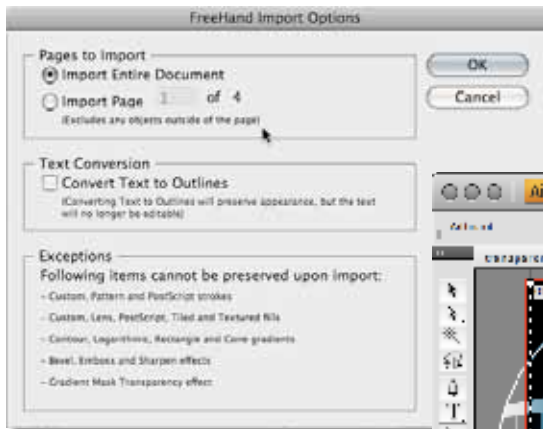 FreeHand Import Options
Pages to Import
Import Entire Document
Import Page 1 of 4
(Excludes any objects outside of the page)
OK
Cancel
Text Conversion
Convert Text to Outlines
(Converting Text to Outlines will preserve appearance, but the text
will no longer be editable)
Exceptions
Following items cannot be preserved upon import:
- Custom, Pattern and PostScript strokes
- Custom, Lens, PostScript, Tiled and Textured fills
- Contour, Logarithmic, Rectangle and Cone gradients
- Bevel, Emboss and Sharpen effects
- Gradient Mask Transparency effect
Ai
transpare
T